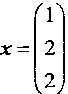 x = (1
2
2)